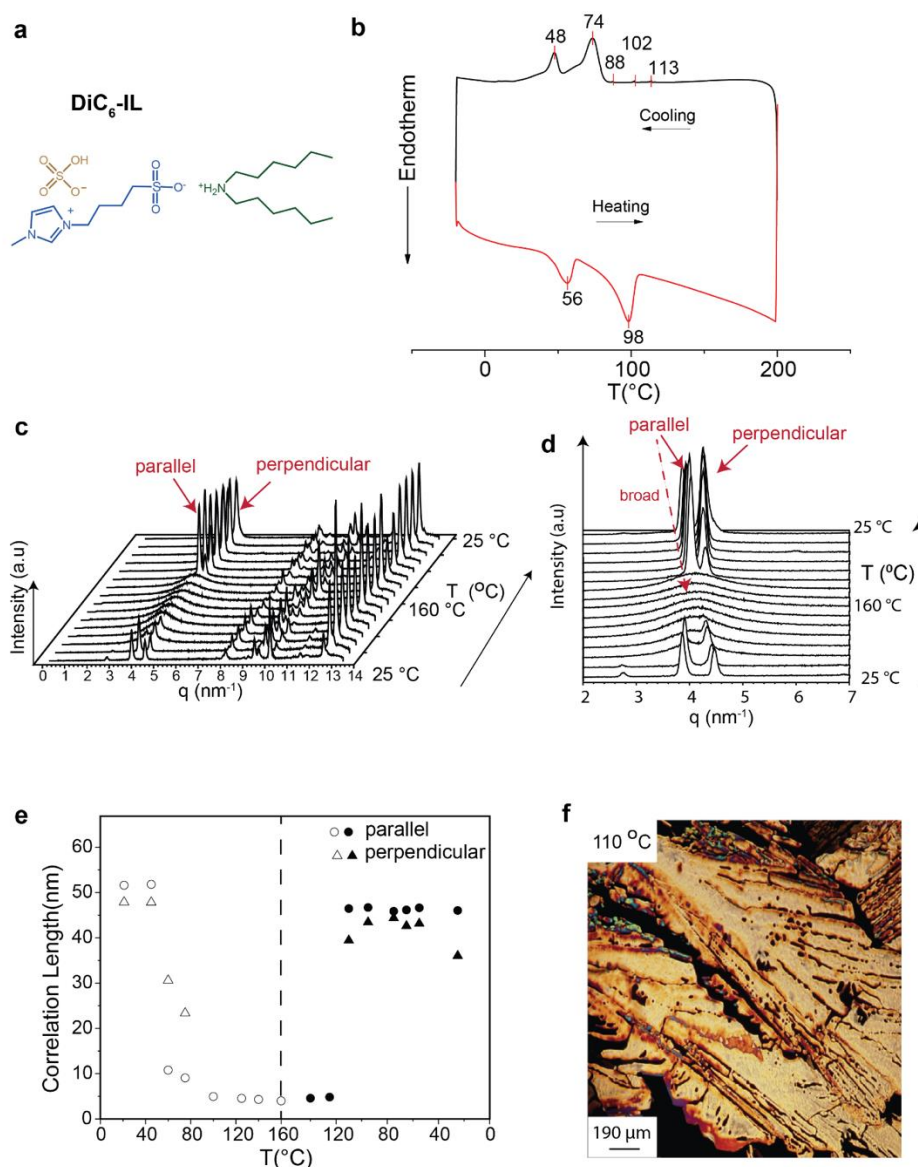 a
DiC6-IL
O
O
S
OH
O-
O
S
O-
O
+
N
N
+H2N
b
48
74
102
88
113
Cooling
Endotherm
Heating
56
98
0
100
200
T(°C)
c
parallel
perpendicular
Intensity (a.u)
25 °C
T (°C)
160 °C
25 °C
0 1 2 3 4 5 6 7 8 9 10 11 12 13 14
q (nm-1)
d
parallel
perpendicular
broad
Intensity (a.u)
25 °C
T (°C)
160 °C
25 °C
2 3 4 5 6 7
q (nm-1)
e
parallel
perpendicular
Correlation Length(nm)
60
50
40
30
20
10
0
0 40 80 120 160 120 80 40 0
T(°C)
f
110 °C
190 µm